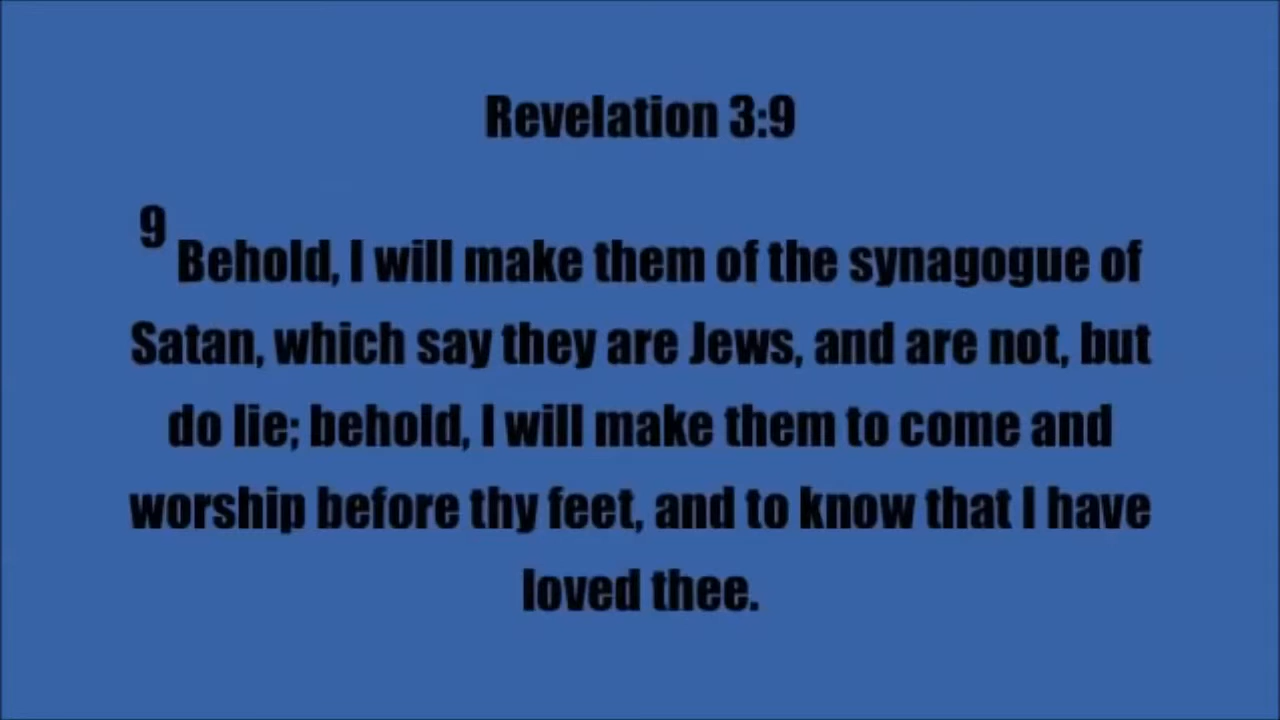 Revelation 3:9
9 Behold, I will make them of the synagogue of
Satan, which say they are Jews, and are not, but
do lie; behold, I will make them to come and
worship before thy feet, and to know that I have
loved thee.